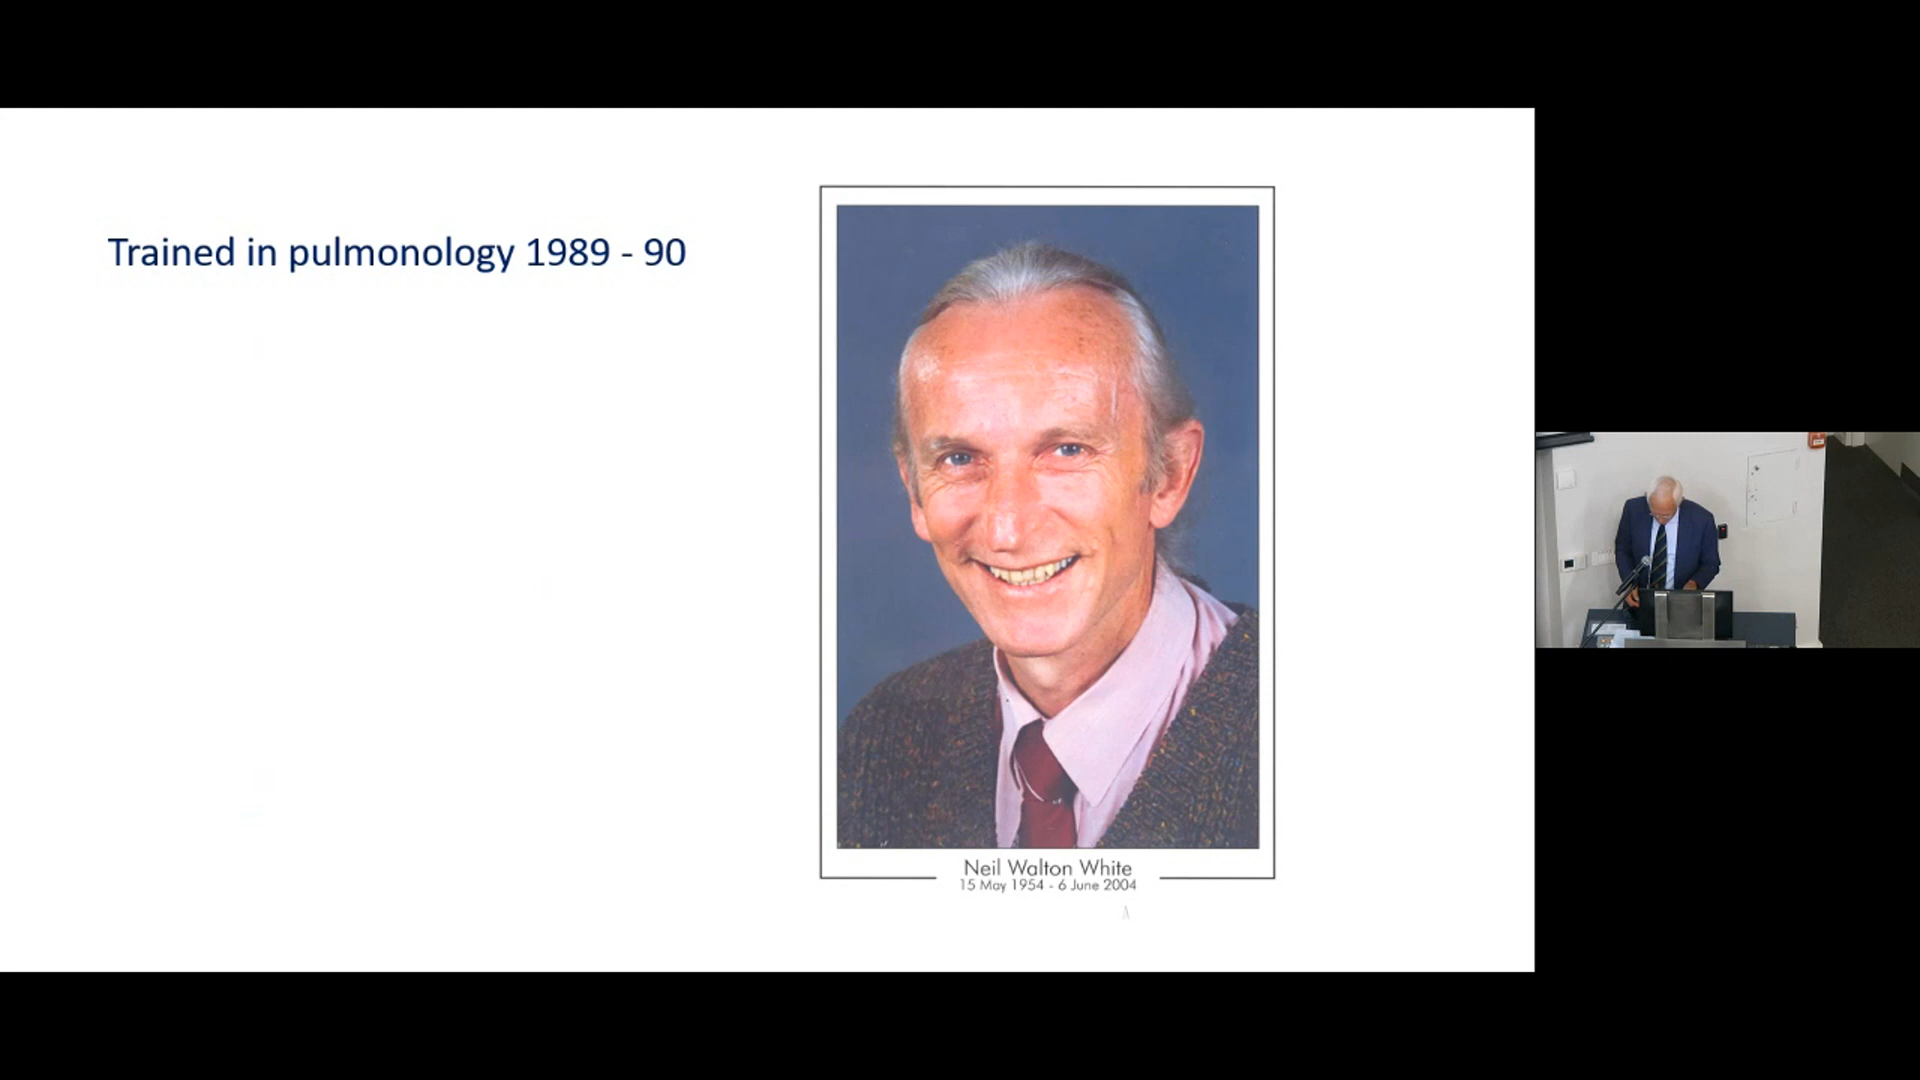 Trained in pulmonology 1989 - 90
Neil Walton White
15 May 1954 - 6 June 2004